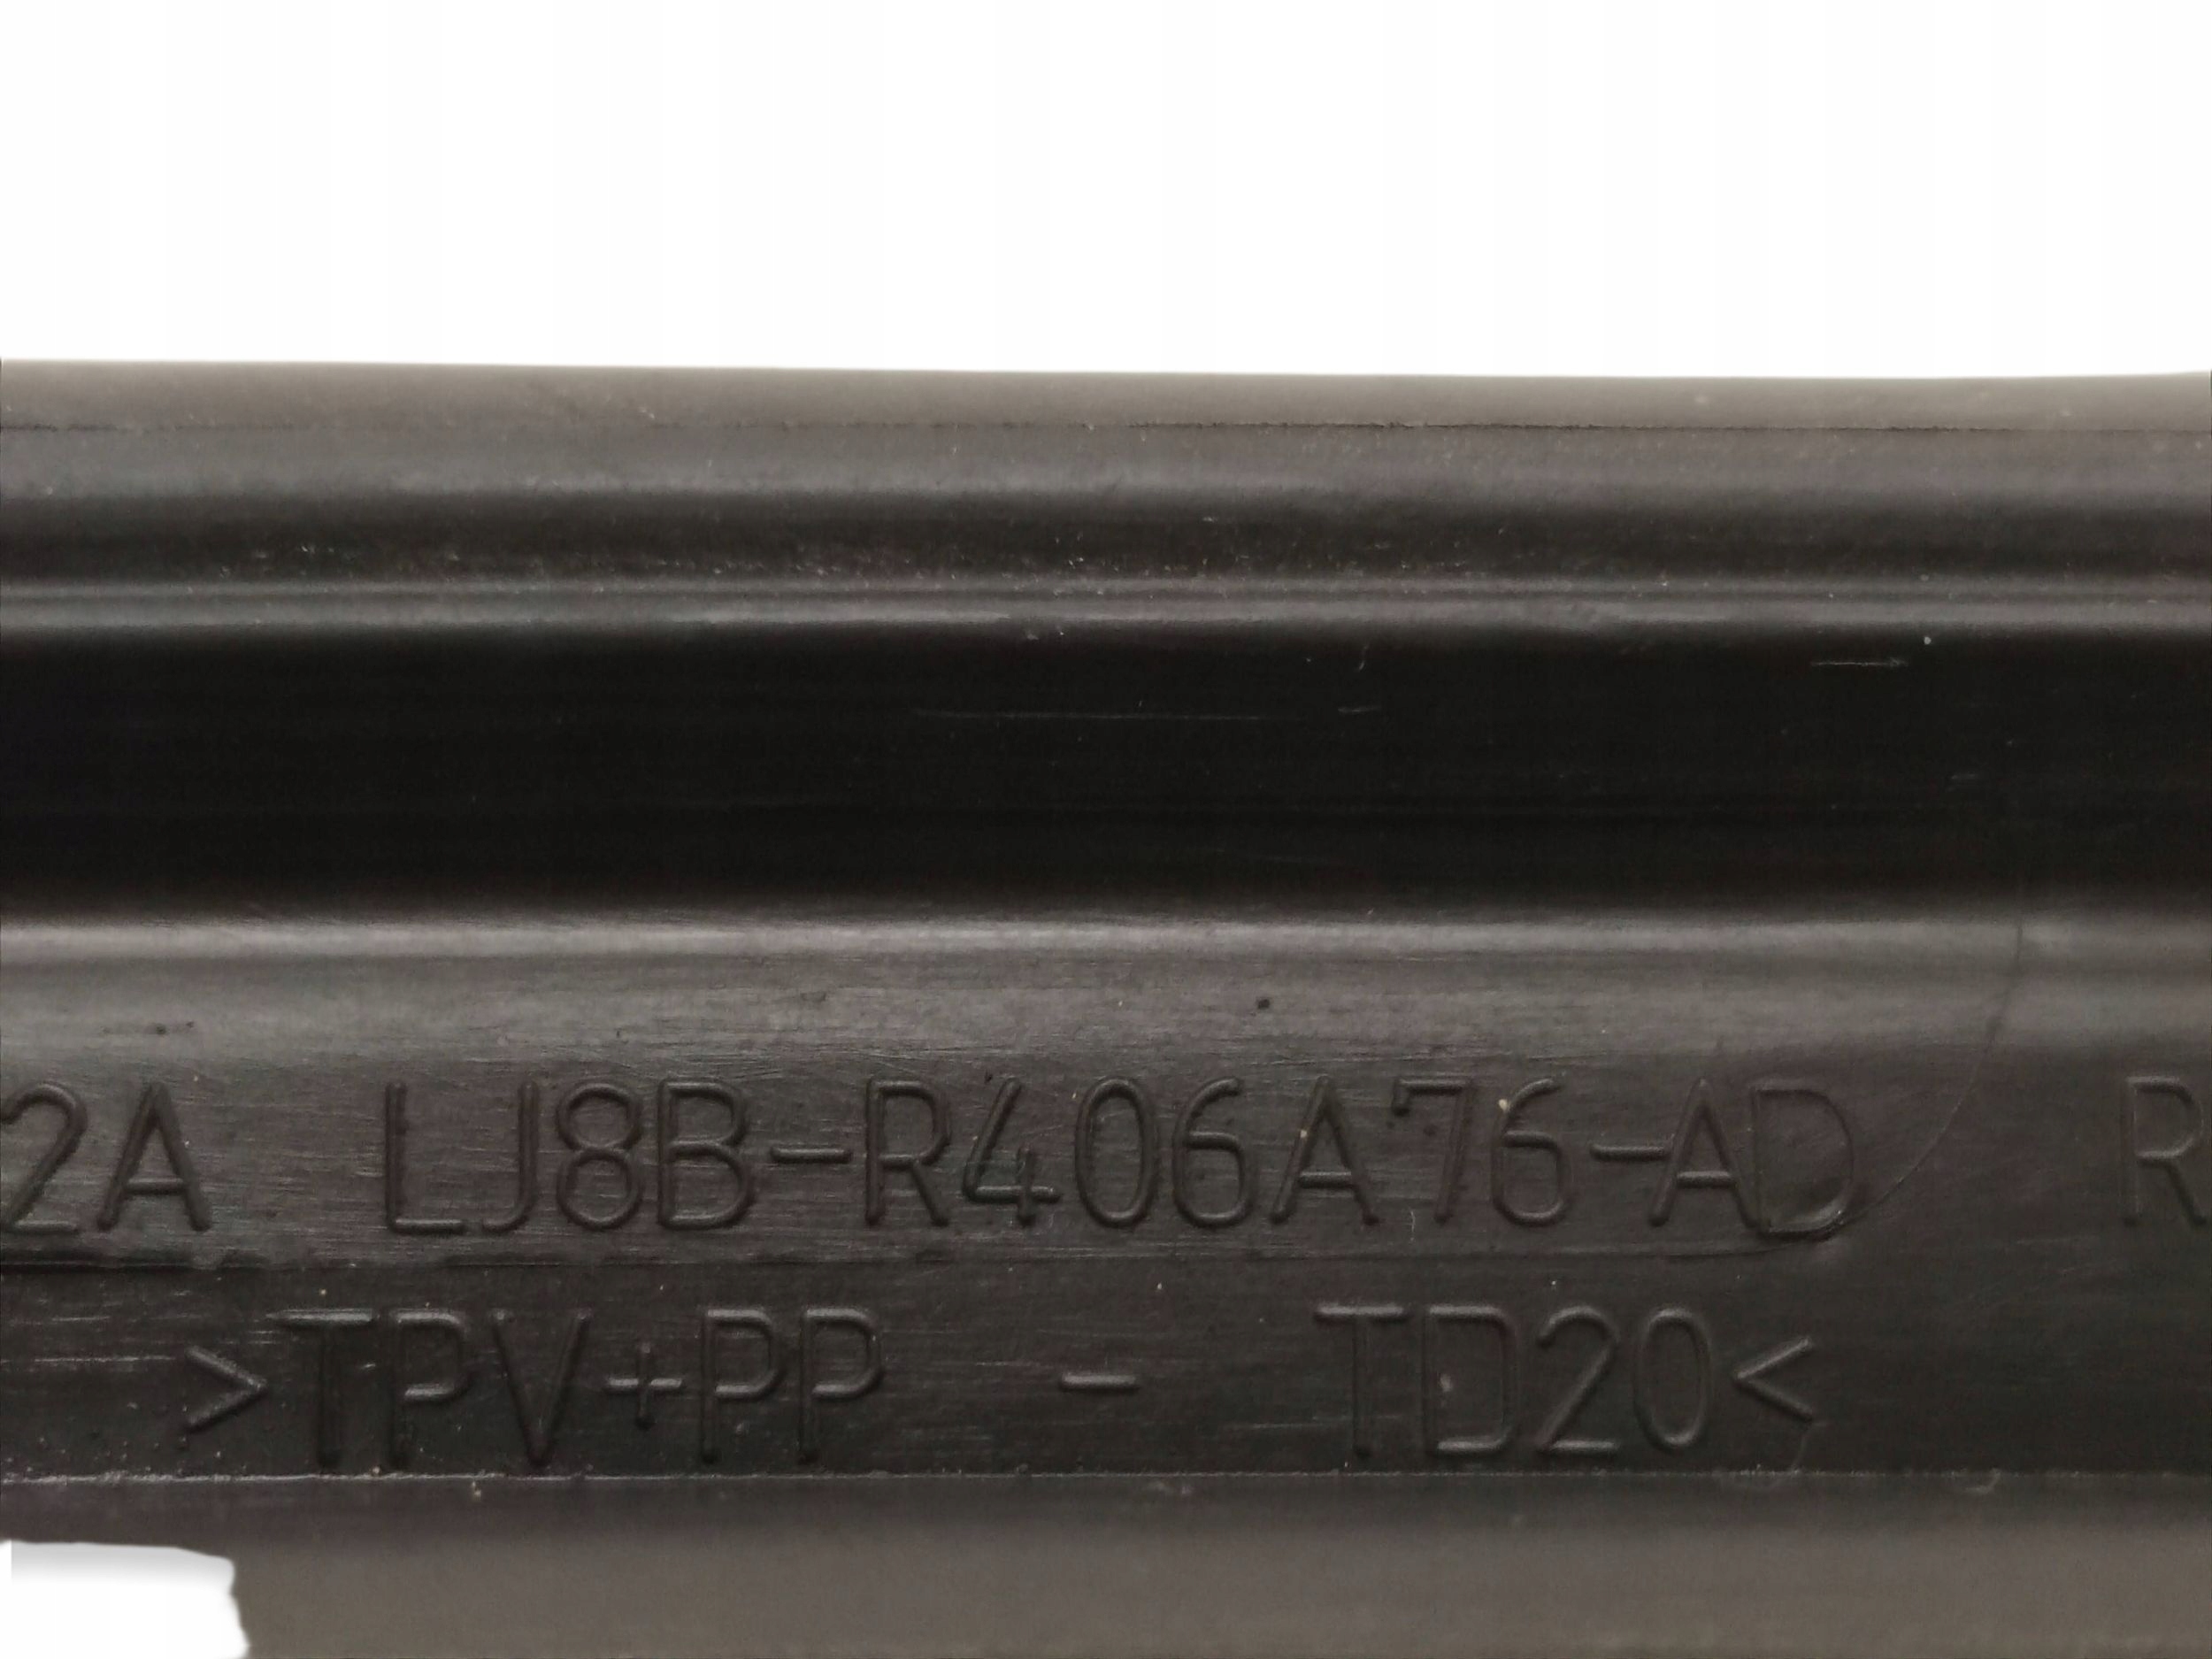 2A LJ8B-R406A76-AD R
>TPV+PP - TD20<